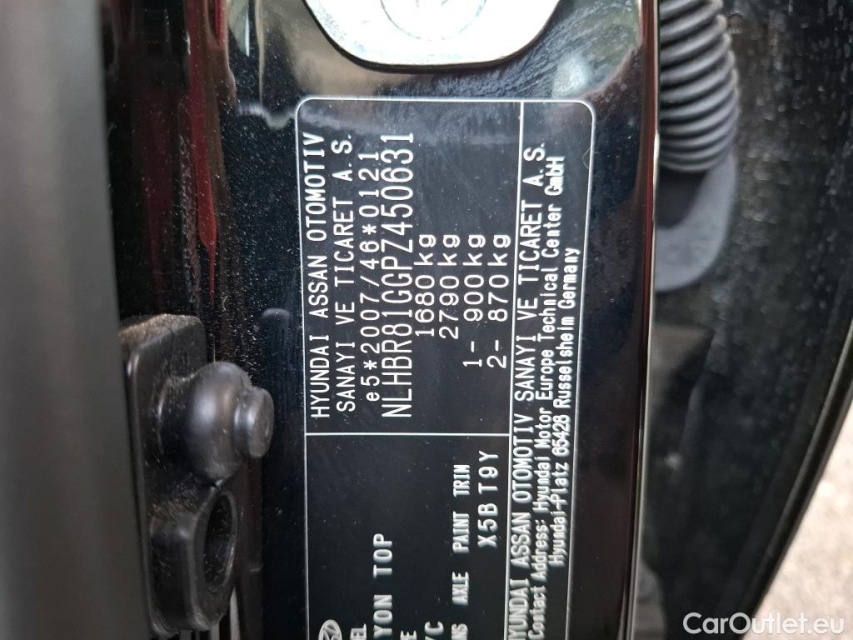 HYUNDAI ASSAN OTOMOTIV
SANAYI VE TICARET A.S.
e5*2007/46*0121
NLHBR81GGPZ450631
1680 kg
2790 kg
1- 900 kg
2- 870 kg
YON TOP
AXLE PAINT TRIM
X5B T9Y
HYUNDAI ASSAN OTOMOTIV SANAYI VE TICARET A.S.
Contact Address: Hyundai Motor Europe Technical Center GmbH
Hyundai-Platz 65428 Russelsheim Germany
CarOutlet.eu